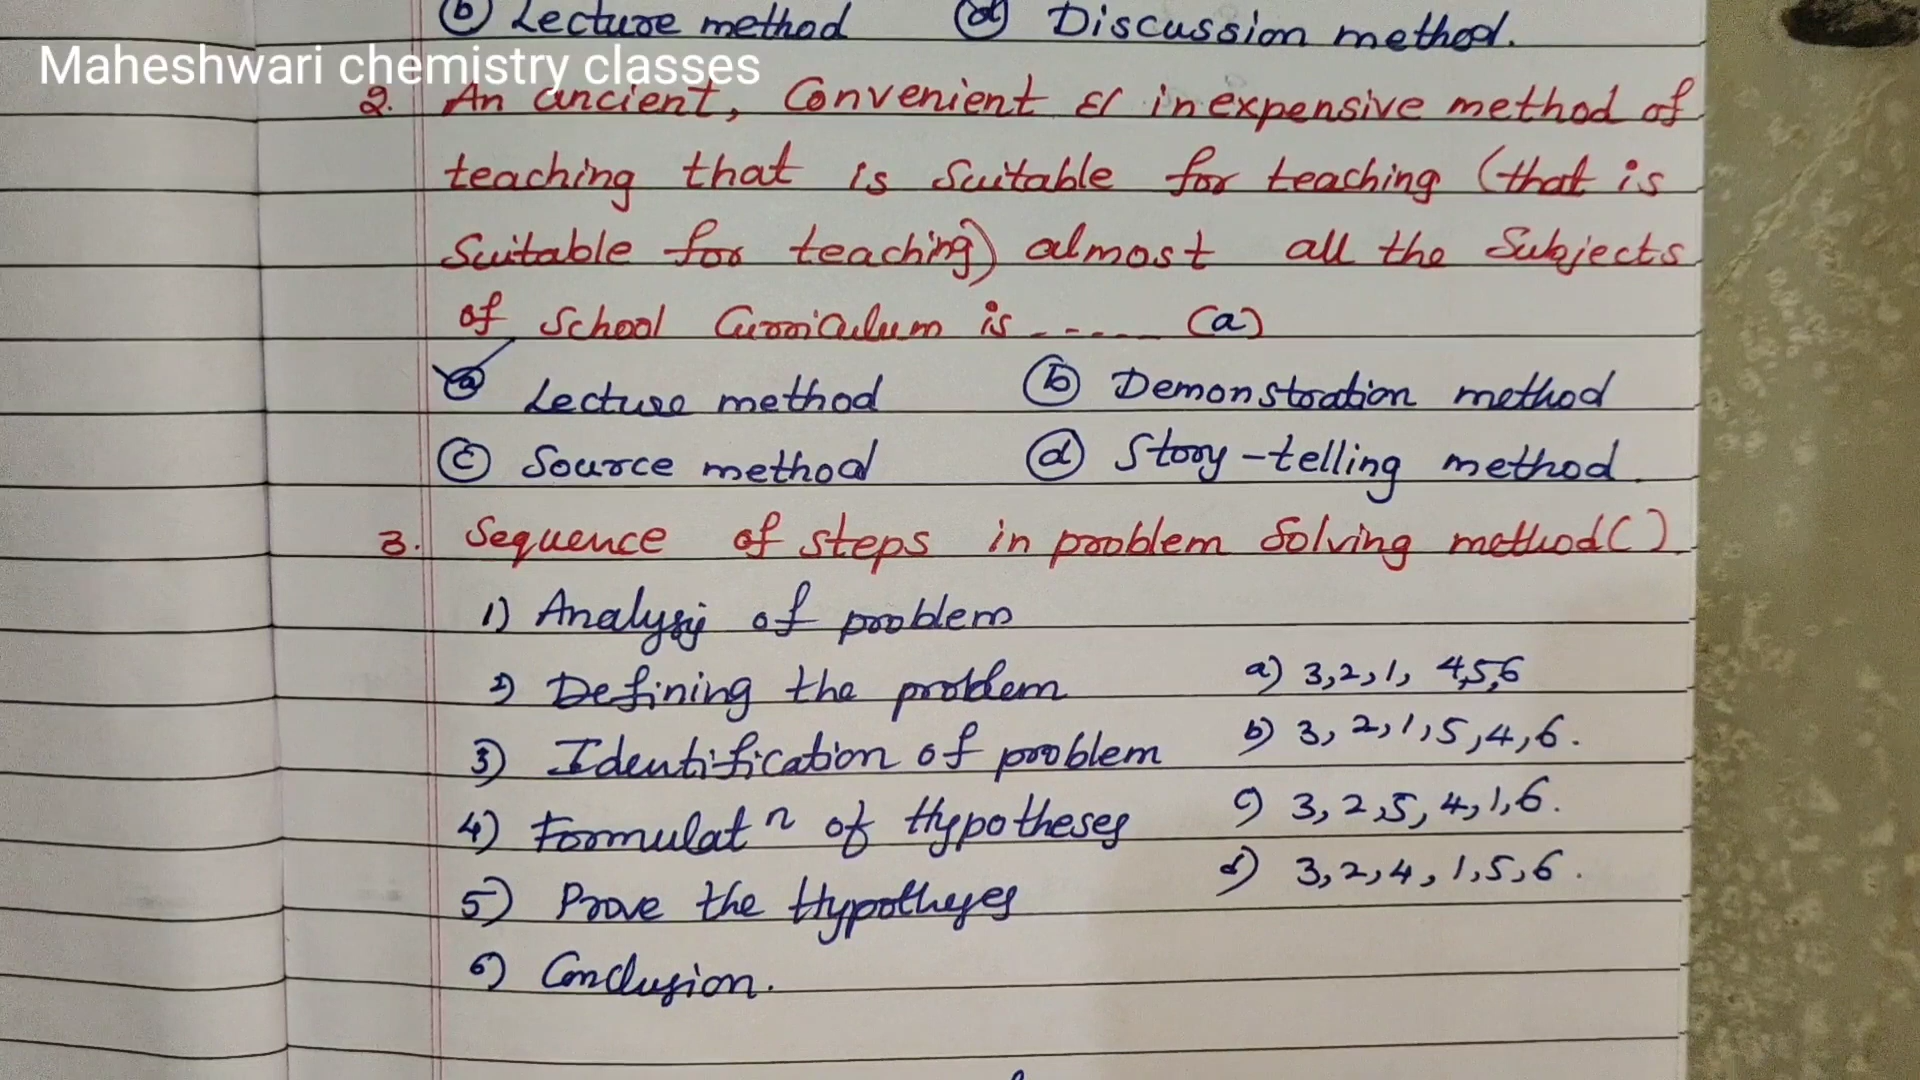 (b) Lecture method (d) Discussion method.
Maheshwari chemistry classes
2. An ancient, Convenient & inexpensive method of
teaching that is suitable for teaching (that is
suitable for teaching) almost all the Subjects
of School Curriculum is ----- (a)
(a) Lecture method (b) Demonstration method
(c) Source method (d) Story-telling method.
3. Sequence of steps in problem Solving method ( )
1) Analysis of problem
2) Defining the problem a) 3,2,1, 4,5,6
3) Identification of problem b) 3, 2,1,5,4,6.
4) Formulatn of Hypotheses c) 3,2,5,4,1,6.
5) Prove the Hypotheses d) 3,2,4,1,5,6.
6) Conclusion.